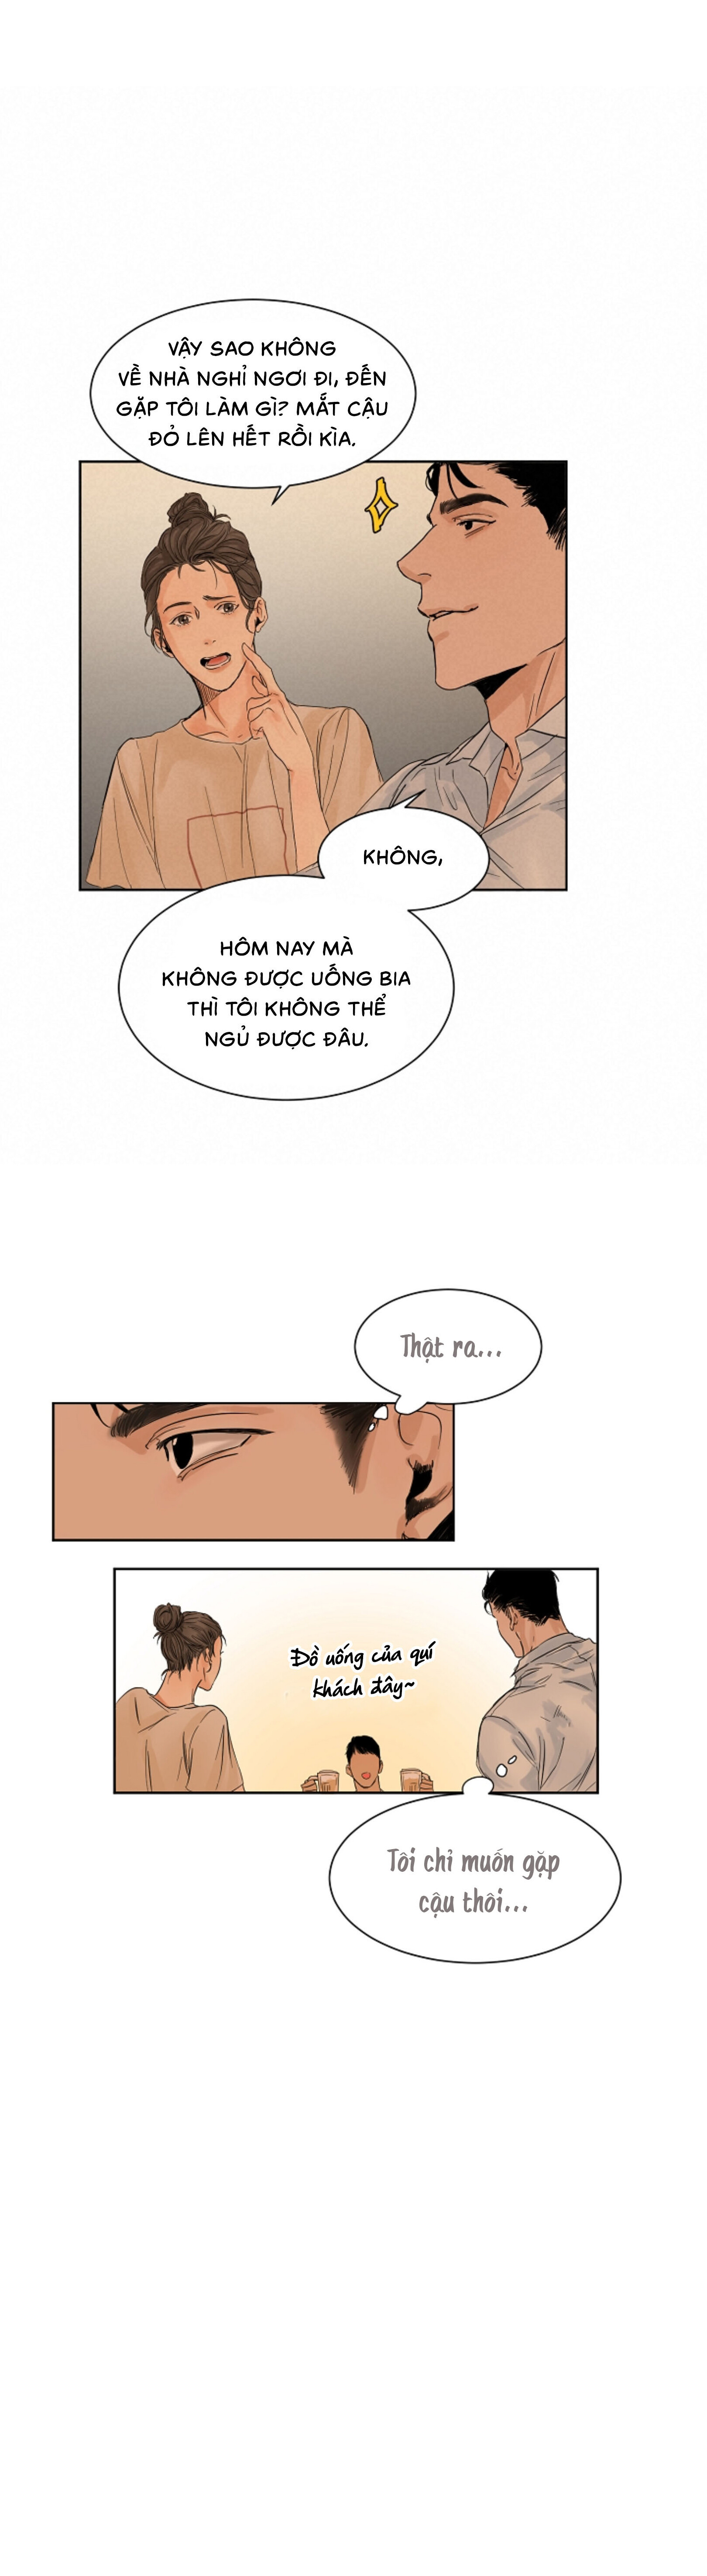 VẬY SAO KHÔNG
VỀ NHÀ NGHỈ NGƠI ĐI, ĐẾN
GẶP TÔI LÀM GÌ? MẮT CẬU
ĐỎ LÊN HẾT RỒI KÌA.
KHÔNG,
HÔM NAY MÀ
KHÔNG ĐƯỢC UỐNG BIA
THÌ TÔI KHÔNG THỂ
NGỦ ĐƯỢC ĐÂU.
Thật ra...
Đồ uống của quí
khách đây~
Tôi chỉ muốn gặp
cậu thôi...